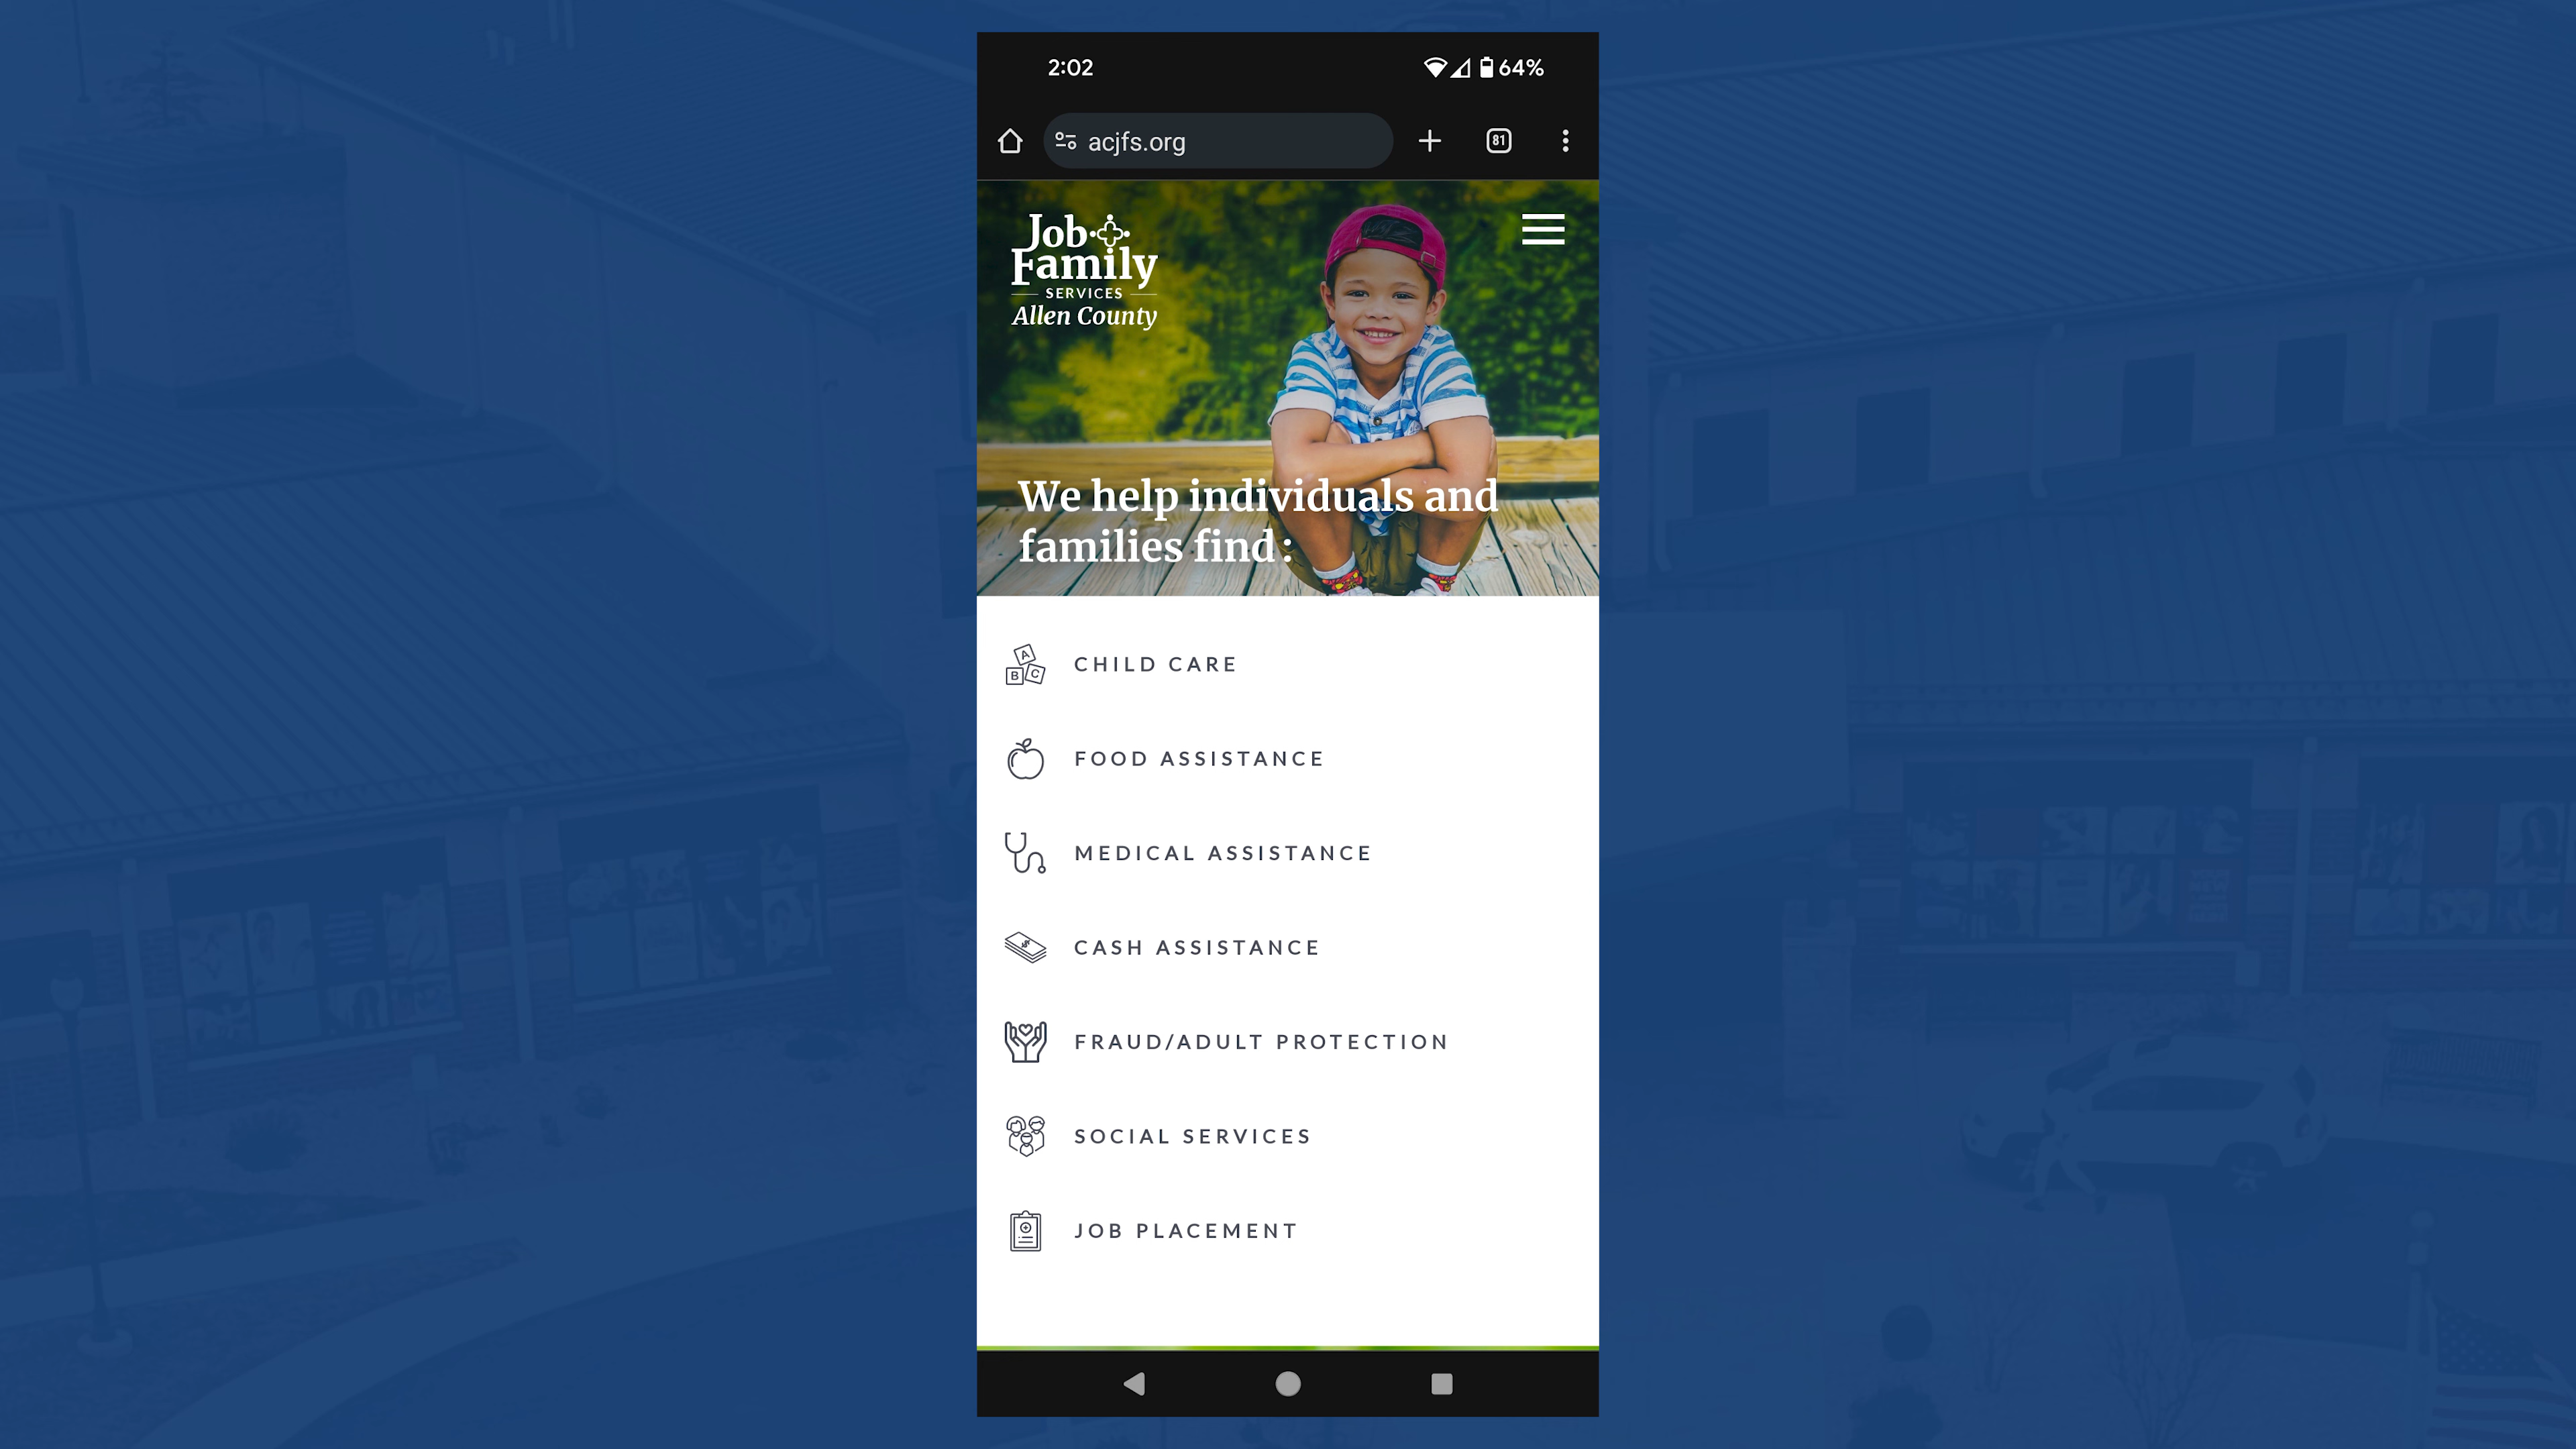 2:02
64%
acjfs.org
81
Job
Family
SERVICES
Allen County
We help individuals and
families find:
A
B C
CHILD CARE
FOOD ASSISTANCE
MEDICAL ASSISTANCE
$
CASH ASSISTANCE
FRAUD/ADULT PROTECTION
SOCIAL SERVICES
JOB PLACEMENT